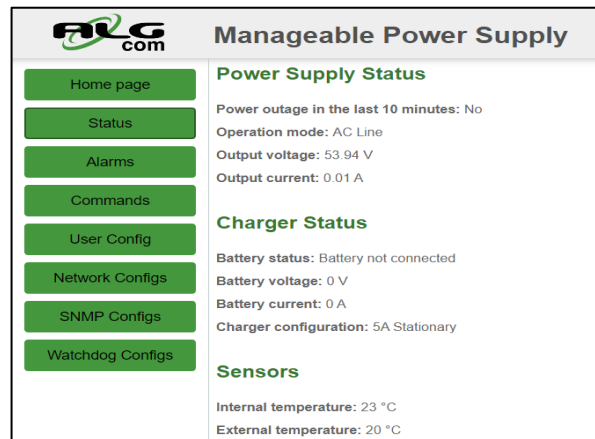 ALG
com
Manageable Power Supply
Home page
Status
Alarms
Commands
User Config
Network Configs
SNMP Configs
Watchdog Configs
Power Supply Status
Power outage in the last 10 minutes: No
Operation mode: AC Line
Output voltage: 53.94 V
Output current: 0.01 A
Charger Status
Battery status: Battery not connected
Battery voltage: 0 V
Battery current: 0 A
Charger configuration: 5A Stationary
Sensors
Internal temperature: 23 °C
External temperature: 20 °C